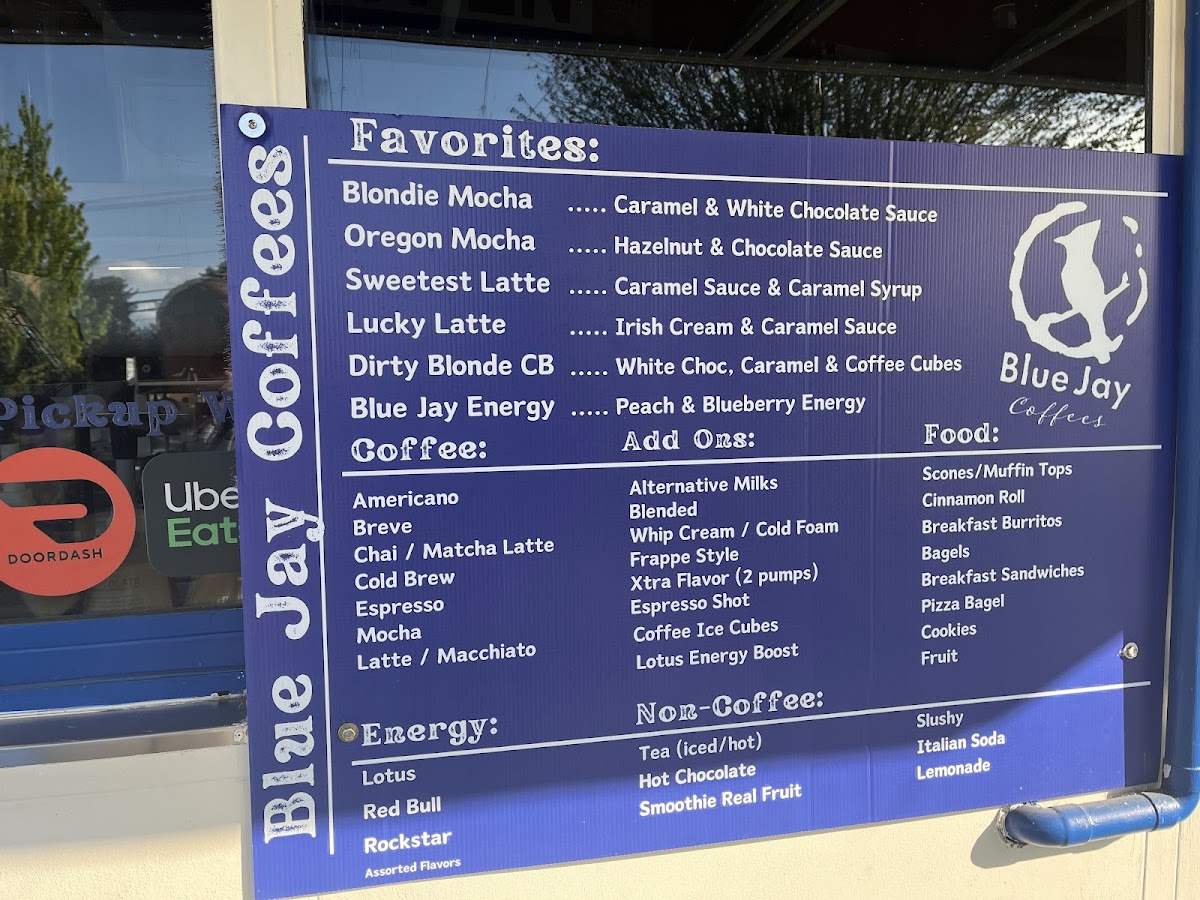 Blue Jay Coffees
Favorites:
Blondie Mocha ..... Caramel & White Chocolate Sauce
Oregon Mocha ..... Hazelnut & Chocolate Sauce
Sweetest Latte ..... Caramel Sauce & Caramel Syrup
Lucky Latte ..... Irish Cream & Caramel Sauce
Dirty Blonde CB ..... White Choc, Caramel & Coffee Cubes
Blue Jay Energy ..... Peach & Blueberry Energy
Blue Jay
Coffees
Coffee:
Americano
Breve
Chai / Matcha Latte
Cold Brew
Espresso
Mocha
Latte / Macchiato
Add Ons:
Alternative Milks
Blended
Whip Cream / Cold Foam
Frappe Style
Xtra Flavor (2 pumps)
Espresso Shot
Coffee Ice Cubes
Lotus Energy Boost
Food:
Scones/Muffin Tops
Cinnamon Roll
Breakfast Burritos
Bagels
Breakfast Sandwiches
Pizza Bagel
Cookies
Fruit
Energy:
Lotus
Red Bull
Rockstar
Assorted Flavors
Non-Coffee:
Tea (iced/hot)
Hot Chocolate
Smoothie Real Fruit
Slushy
Italian Soda
Lemonade
Pickup
DOORDASH
Uber
Eats